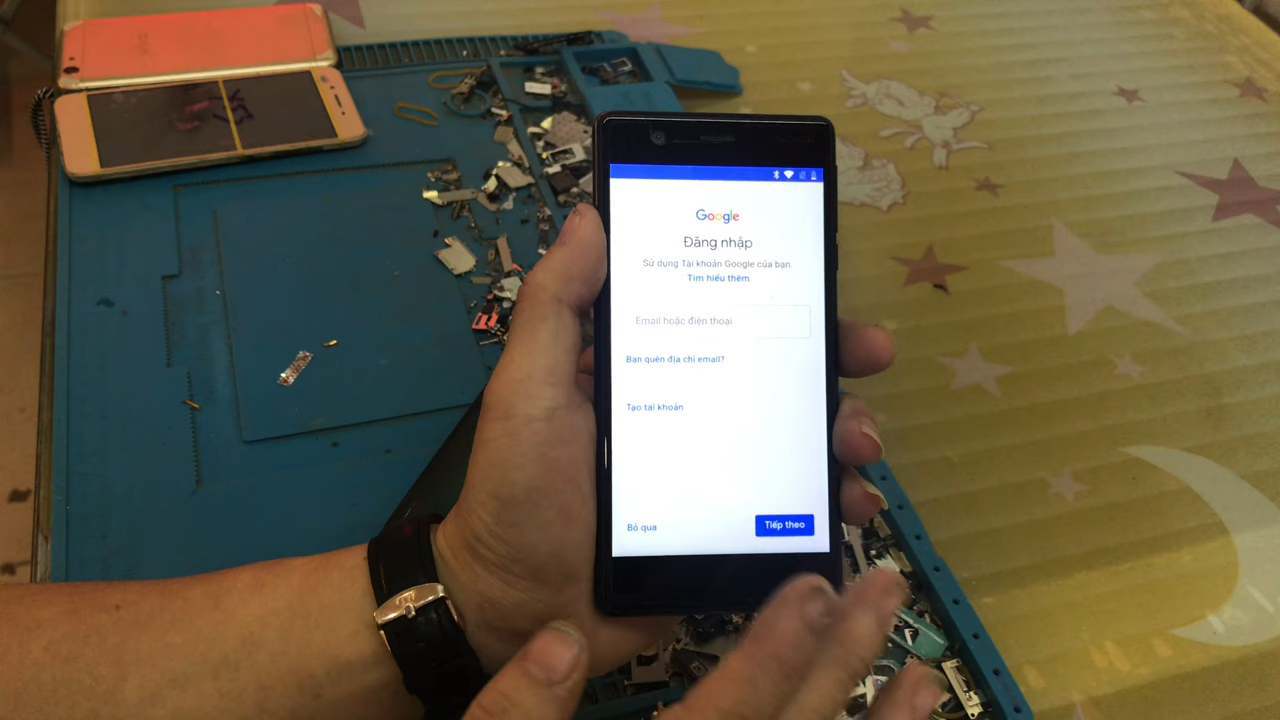 NOKIA
Google
Đăng nhập
Sử dụng Tài khoản Google của bạn.
Tìm hiểu thêm
Email hoặc điện thoại
Bạn quên địa chỉ email?
Tạo tài khoản
Bỏ qua
Tiếp theo